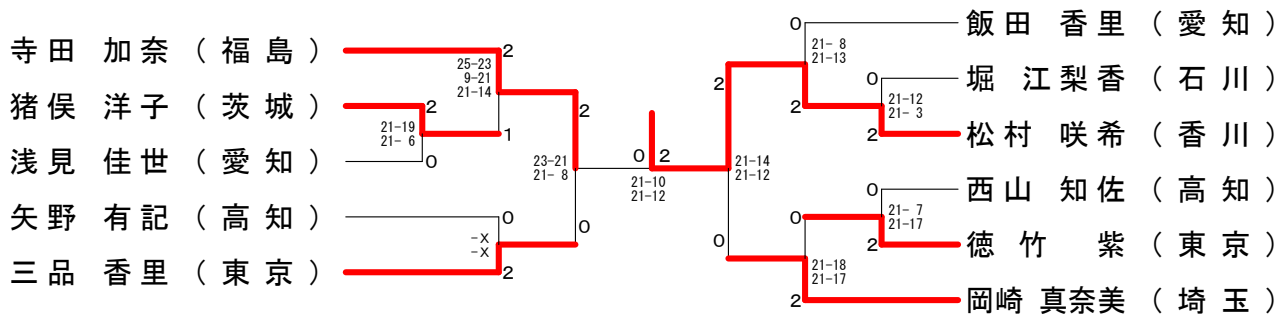 寺田 加奈 （ 福 島 ）
2
25-23
9-21
21-14
猪俣 洋子 （ 茨 城 ）
2
21-19
21- 6
1
浅見 佳世 （ 愛 知 ）
0
2
23-21
21- 8
矢野 有記 （ 高 知 ）
0
-X
-X
0
三品 香里 （ 東 京 ）
2
0 2
21-10
21-12
0 飯田 香里 （ 愛 知 ）
21- 8
21-13
2
0 堀 江梨香 （ 石 川 ）
21-12
21- 3
2
2 松村 咲希 （ 香 川 ）
21-14
21-12
0 西山 知佐 （ 高 知 ）
21- 7
21-17
0
2 徳竹 紫 （ 東 京 ）
0
21-18
21-17
2 岡崎 真奈美 （ 埼 玉 ）